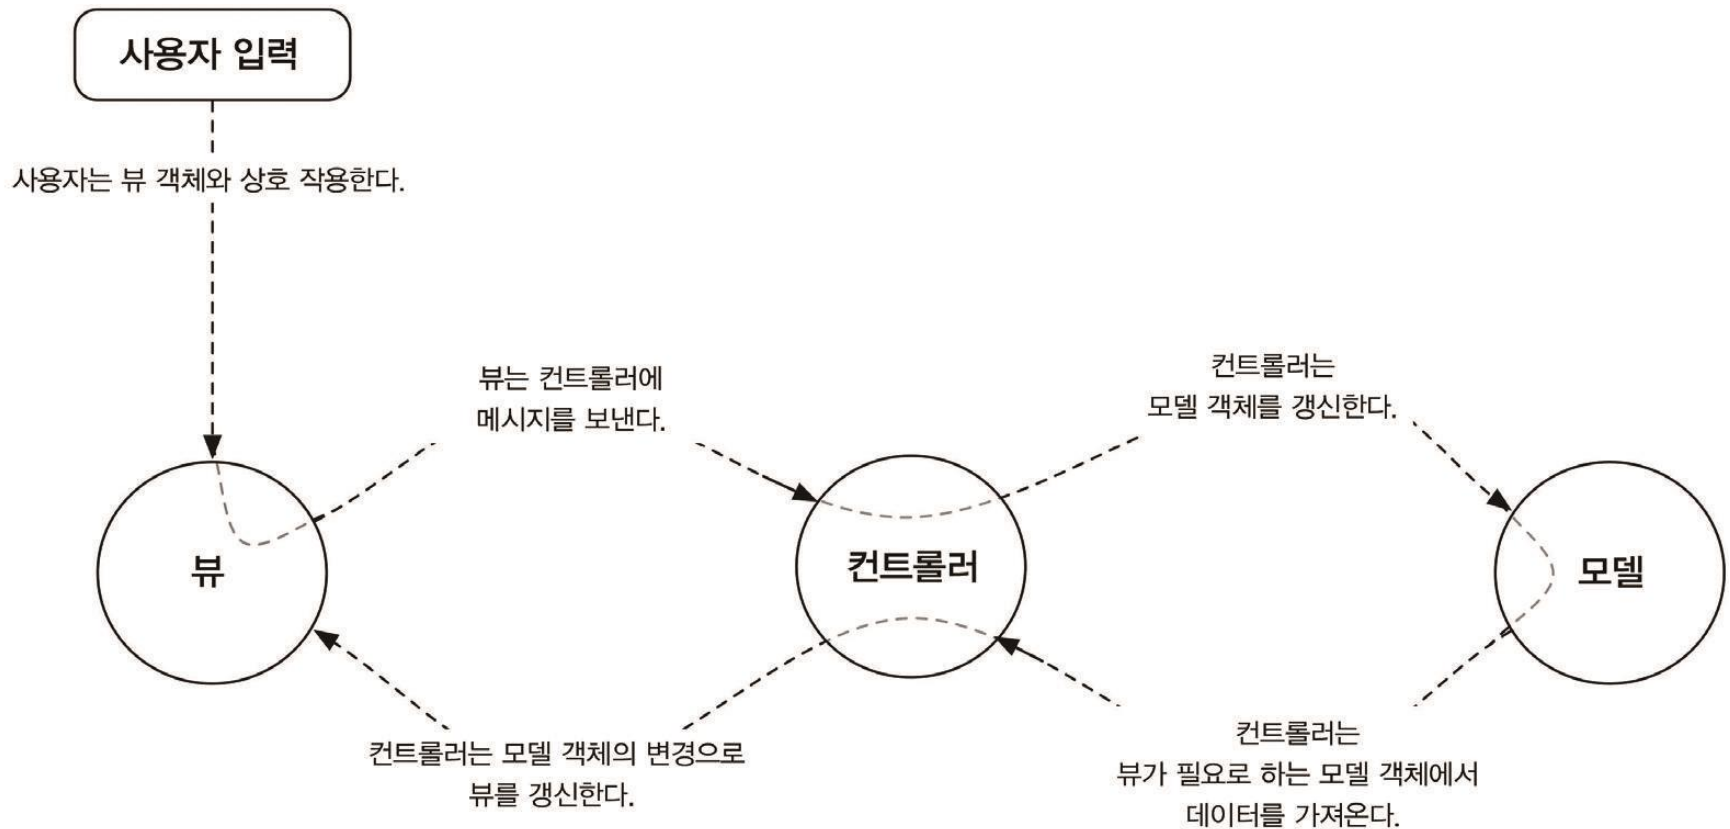 사용자 입력
사용자는 뷰 객체와 상호 작용한다.
뷰는 컨트롤러에
메시지를 보낸다.
컨트롤러는
모델 객체를 갱신한다.
뷰
컨트롤러
모델
컨트롤러는 모델 객체의 변경으로
뷰를 갱신한다.
컨트롤러는
뷰가 필요로 하는 모델 객체에서
데이터를 가져온다.